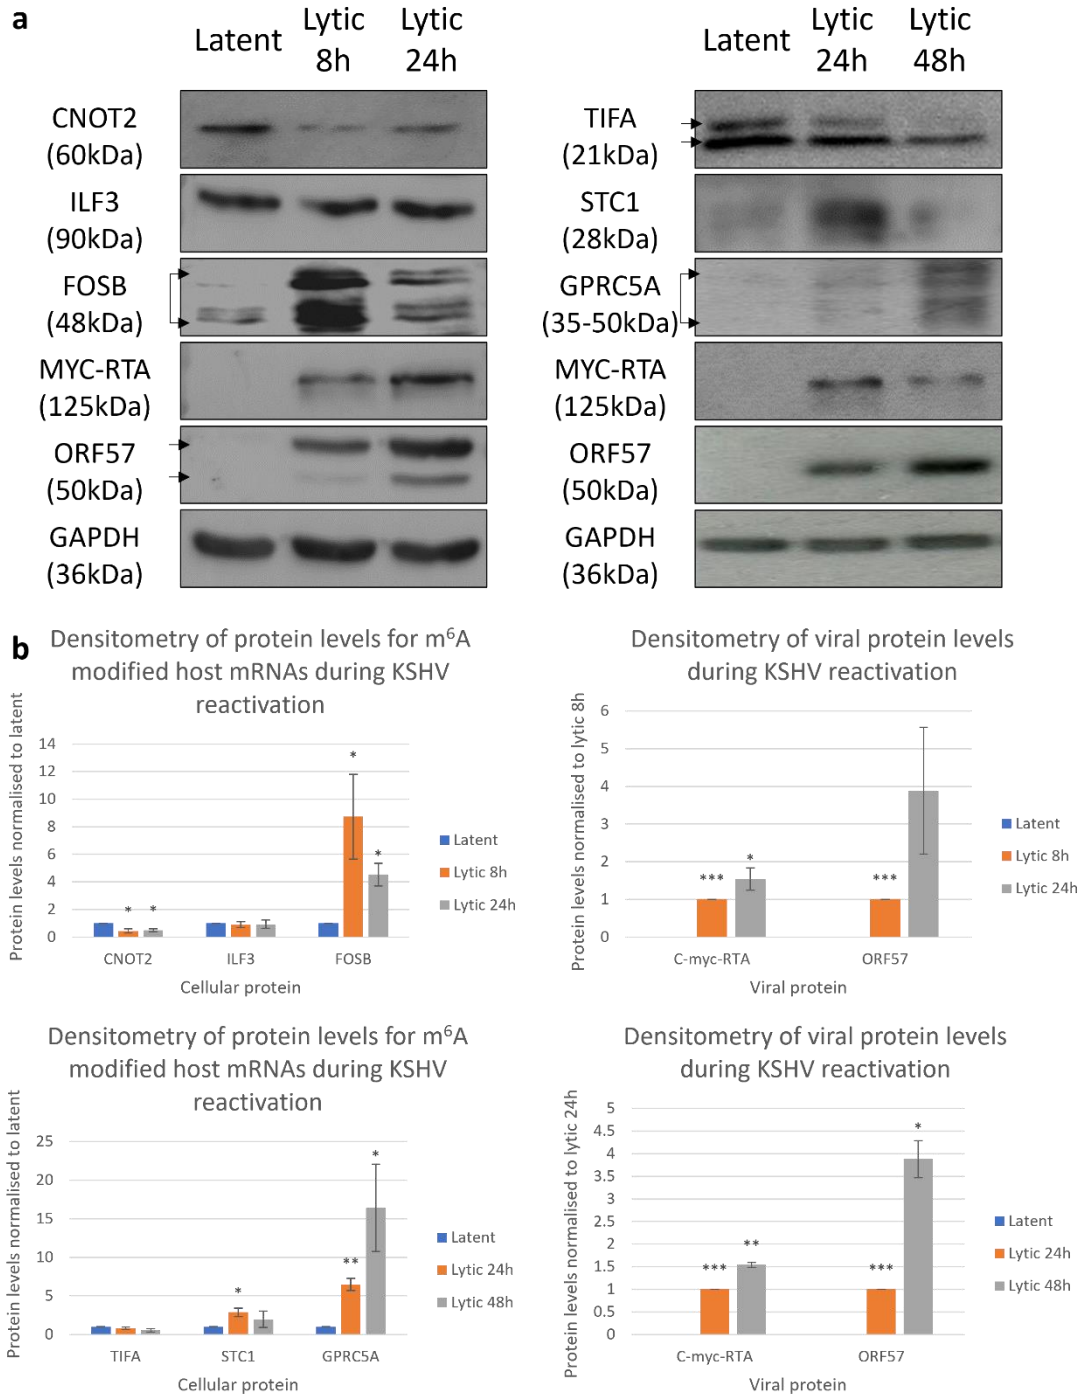 a
Latent
Lytic
8h
Lytic
24h
CNOT2
(60kDa)
ILF3
(90kDa)
FOSB
(48kDa)
MYC-RTA
(125kDa)
ORF57
(50kDa)
GAPDH
(36kDa)
Latent
Lytic
24h
Lytic
48h
TIFA
(21kDa)
STC1
(28kDa)
GPRC5A
(35-50kDa)
MYC-RTA
(125kDa)
ORF57
(50kDa)
GAPDH
(36kDa)
b
Densitometry of protein levels for m⁶A
modified host mRNAs during KSHV
reactivation
Protein levels normalised to latent
14
12
10
8
6
4
2
0
* *
*
*
CNOT2 ILF3 FOSB
Cellular protein
Latent
Lytic 8h
Lytic 24h
Densitometry of viral protein levels
during KSHV reactivation
Protein levels normalised to lytic 8h
6
5
4
3
2
1
0
***
*
***
C-myc-RTA ORF57
Viral protein
Latent
Lytic 8h
Lytic 24h
Densitometry of protein levels for m⁶A
modified host mRNAs during KSHV
reactivation
Protein levels normalised to latent
25
20
15
10
5
0
*
**
*
TIFA STC1 GPRC5A
Cellular protein
Latent
Lytic 24h
Lytic 48h
Densitometry of viral protein levels
during KSHV reactivation
Protein levels normalised to lytic 24h
5
4.5
4
3.5
3
2.5
2
1.5
1
0.5
0
***
**
***
*
C-myc-RTA ORF57
Viral protein
Latent
Lytic 24h
Lytic 48h